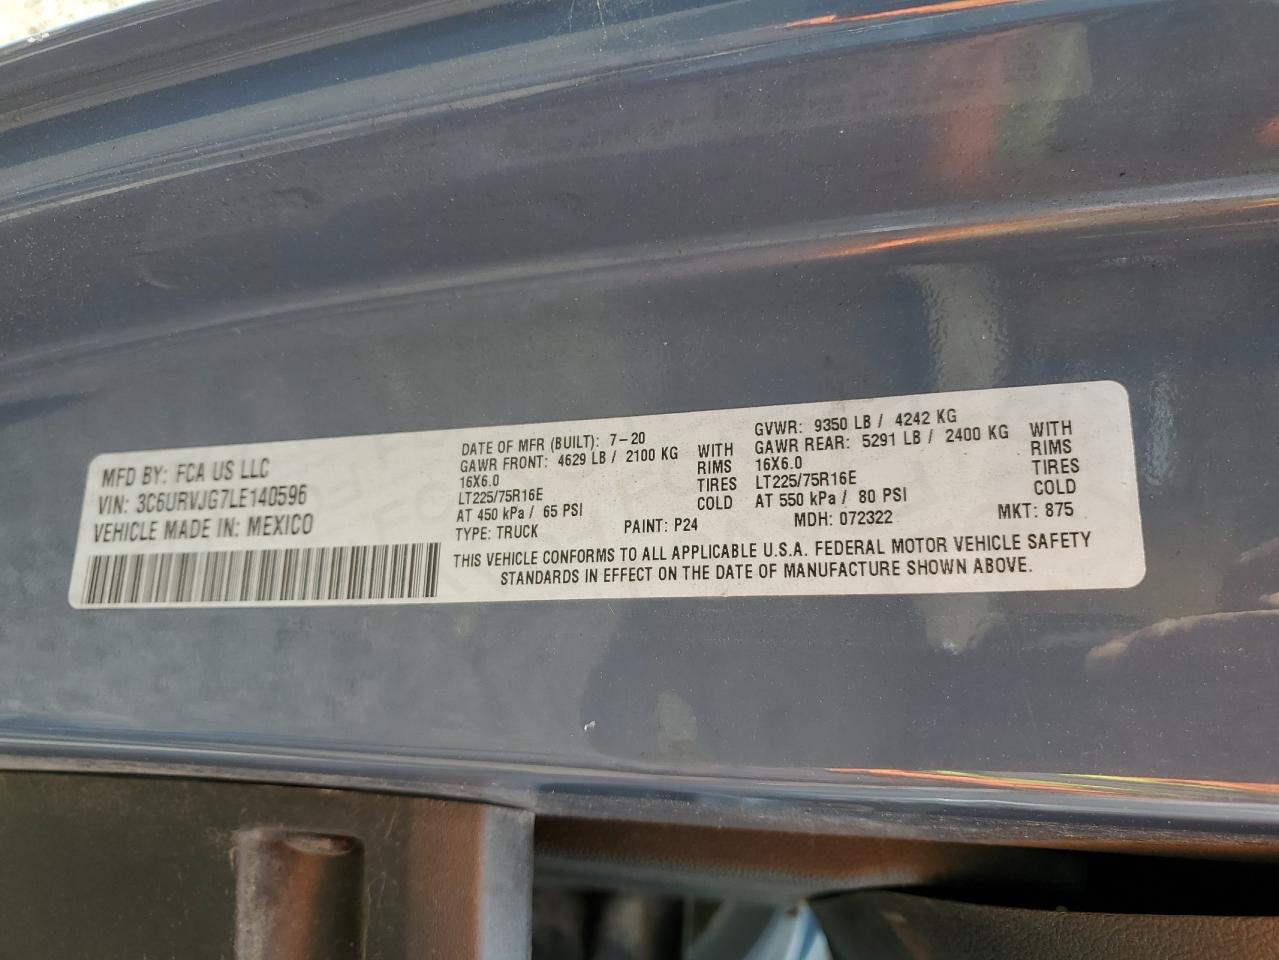 MFD BY: FCA US LLC
VIN: 3C6URVJG7LE140596
VEHICLE MADE IN: MEXICO
DATE OF MFR (BUILT): 7-20
GAWR FRONT: 4629 LB / 2100 KG WITH
16X6.0 RIMS
LT225/75R16E TIRES
AT 450 kPa / 65 PSI COLD
GVWR: 9350 LB / 4242 KG
GAWR REAR: 5291 LB / 2400 KG WITH
16X6.0 RIMS
LT225/75R16E TIRES
AT 550 kPa / 80 PSI COLD
TYPE: TRUCK PAINT: P24 MDH: 072322 MKT: 875
THIS VEHICLE CONFORMS TO ALL APPLICABLE U.S.A. FEDERAL MOTOR VEHICLE SAFETY
STANDARDS IN EFFECT ON THE DATE OF MANUFACTURE SHOWN ABOVE.